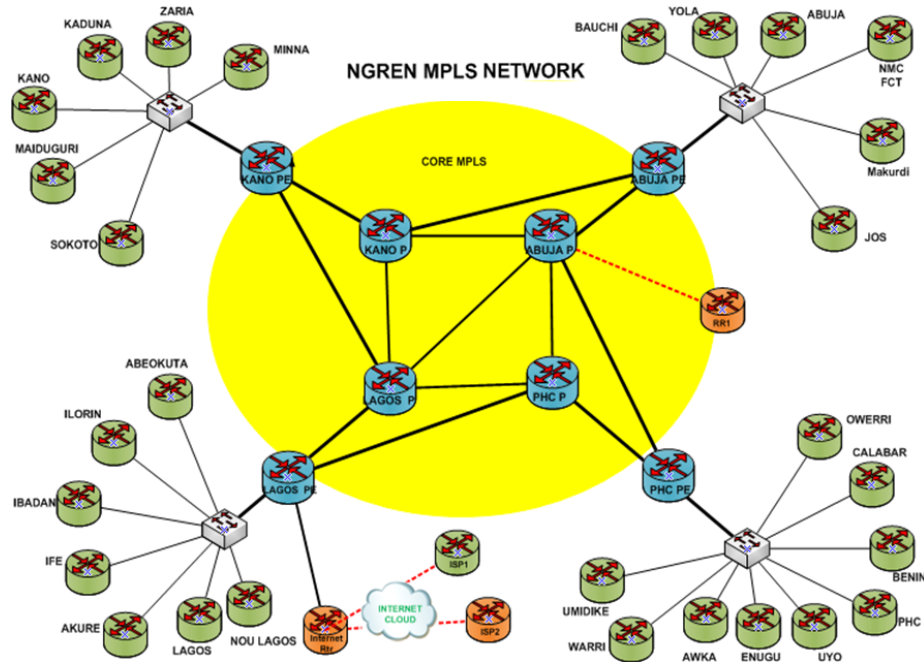 NGREN MPLS NETWORK
ZARIA
KADUNA
MINNA
KANO
MAIDUGURI
SOKOTO
BAUCHI
YOLA
ABUJA
NMC
FCT
Makurdi
JOS
CORE MPLS
KANO PE
ABUJA PE
KANO P
ABUJA P
RR1
LAGOS P
PHC P
LAGOS PE
PHC PE
ABEOKUTA
ILORIN
IBADAN
IFE
AKURE
LAGOS
NOU LAGOS
Internet
Rtr
INTERNET
CLOUD
ISP1
ISP2
OWERRI
CALABAR
BENIN
PHC
UYO
ENUGU
AWKA
WARRI
UMIDIKE